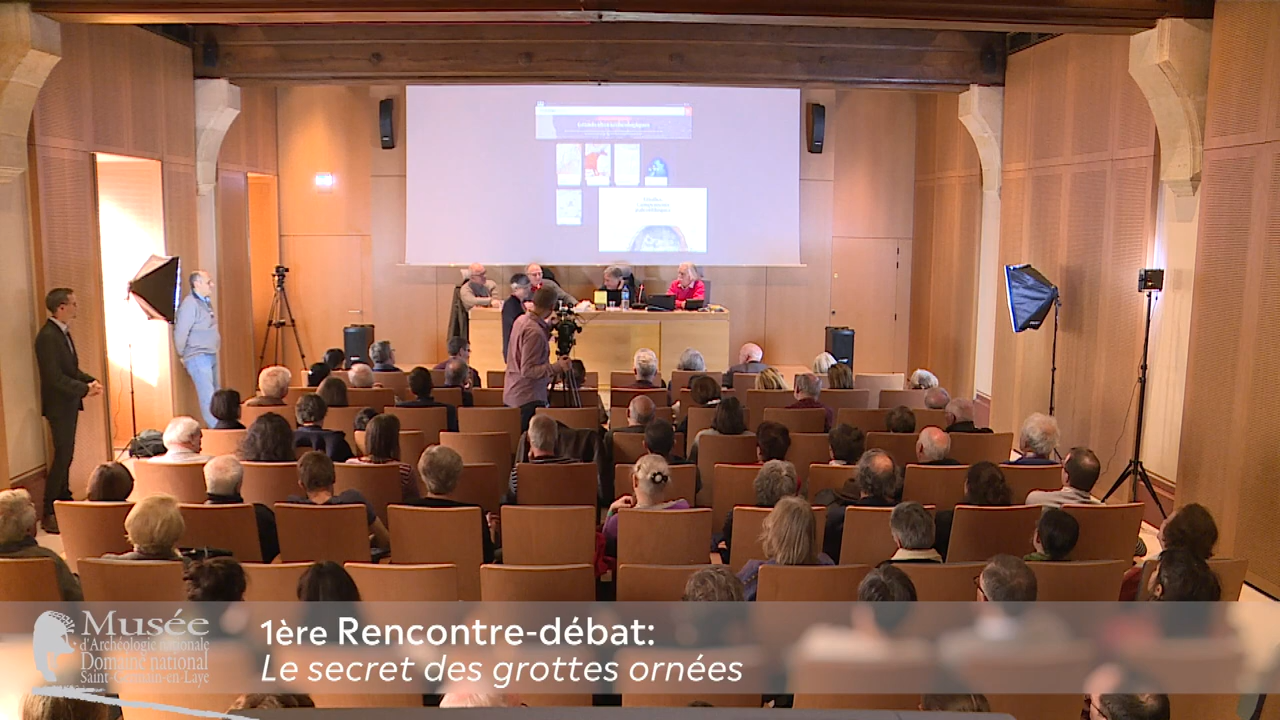 Musée
d'Archéologie nationale
Domaine national
Saint-Germain-en-Laye
1ère Rencontre-débat:
Le secret des grottes ornées